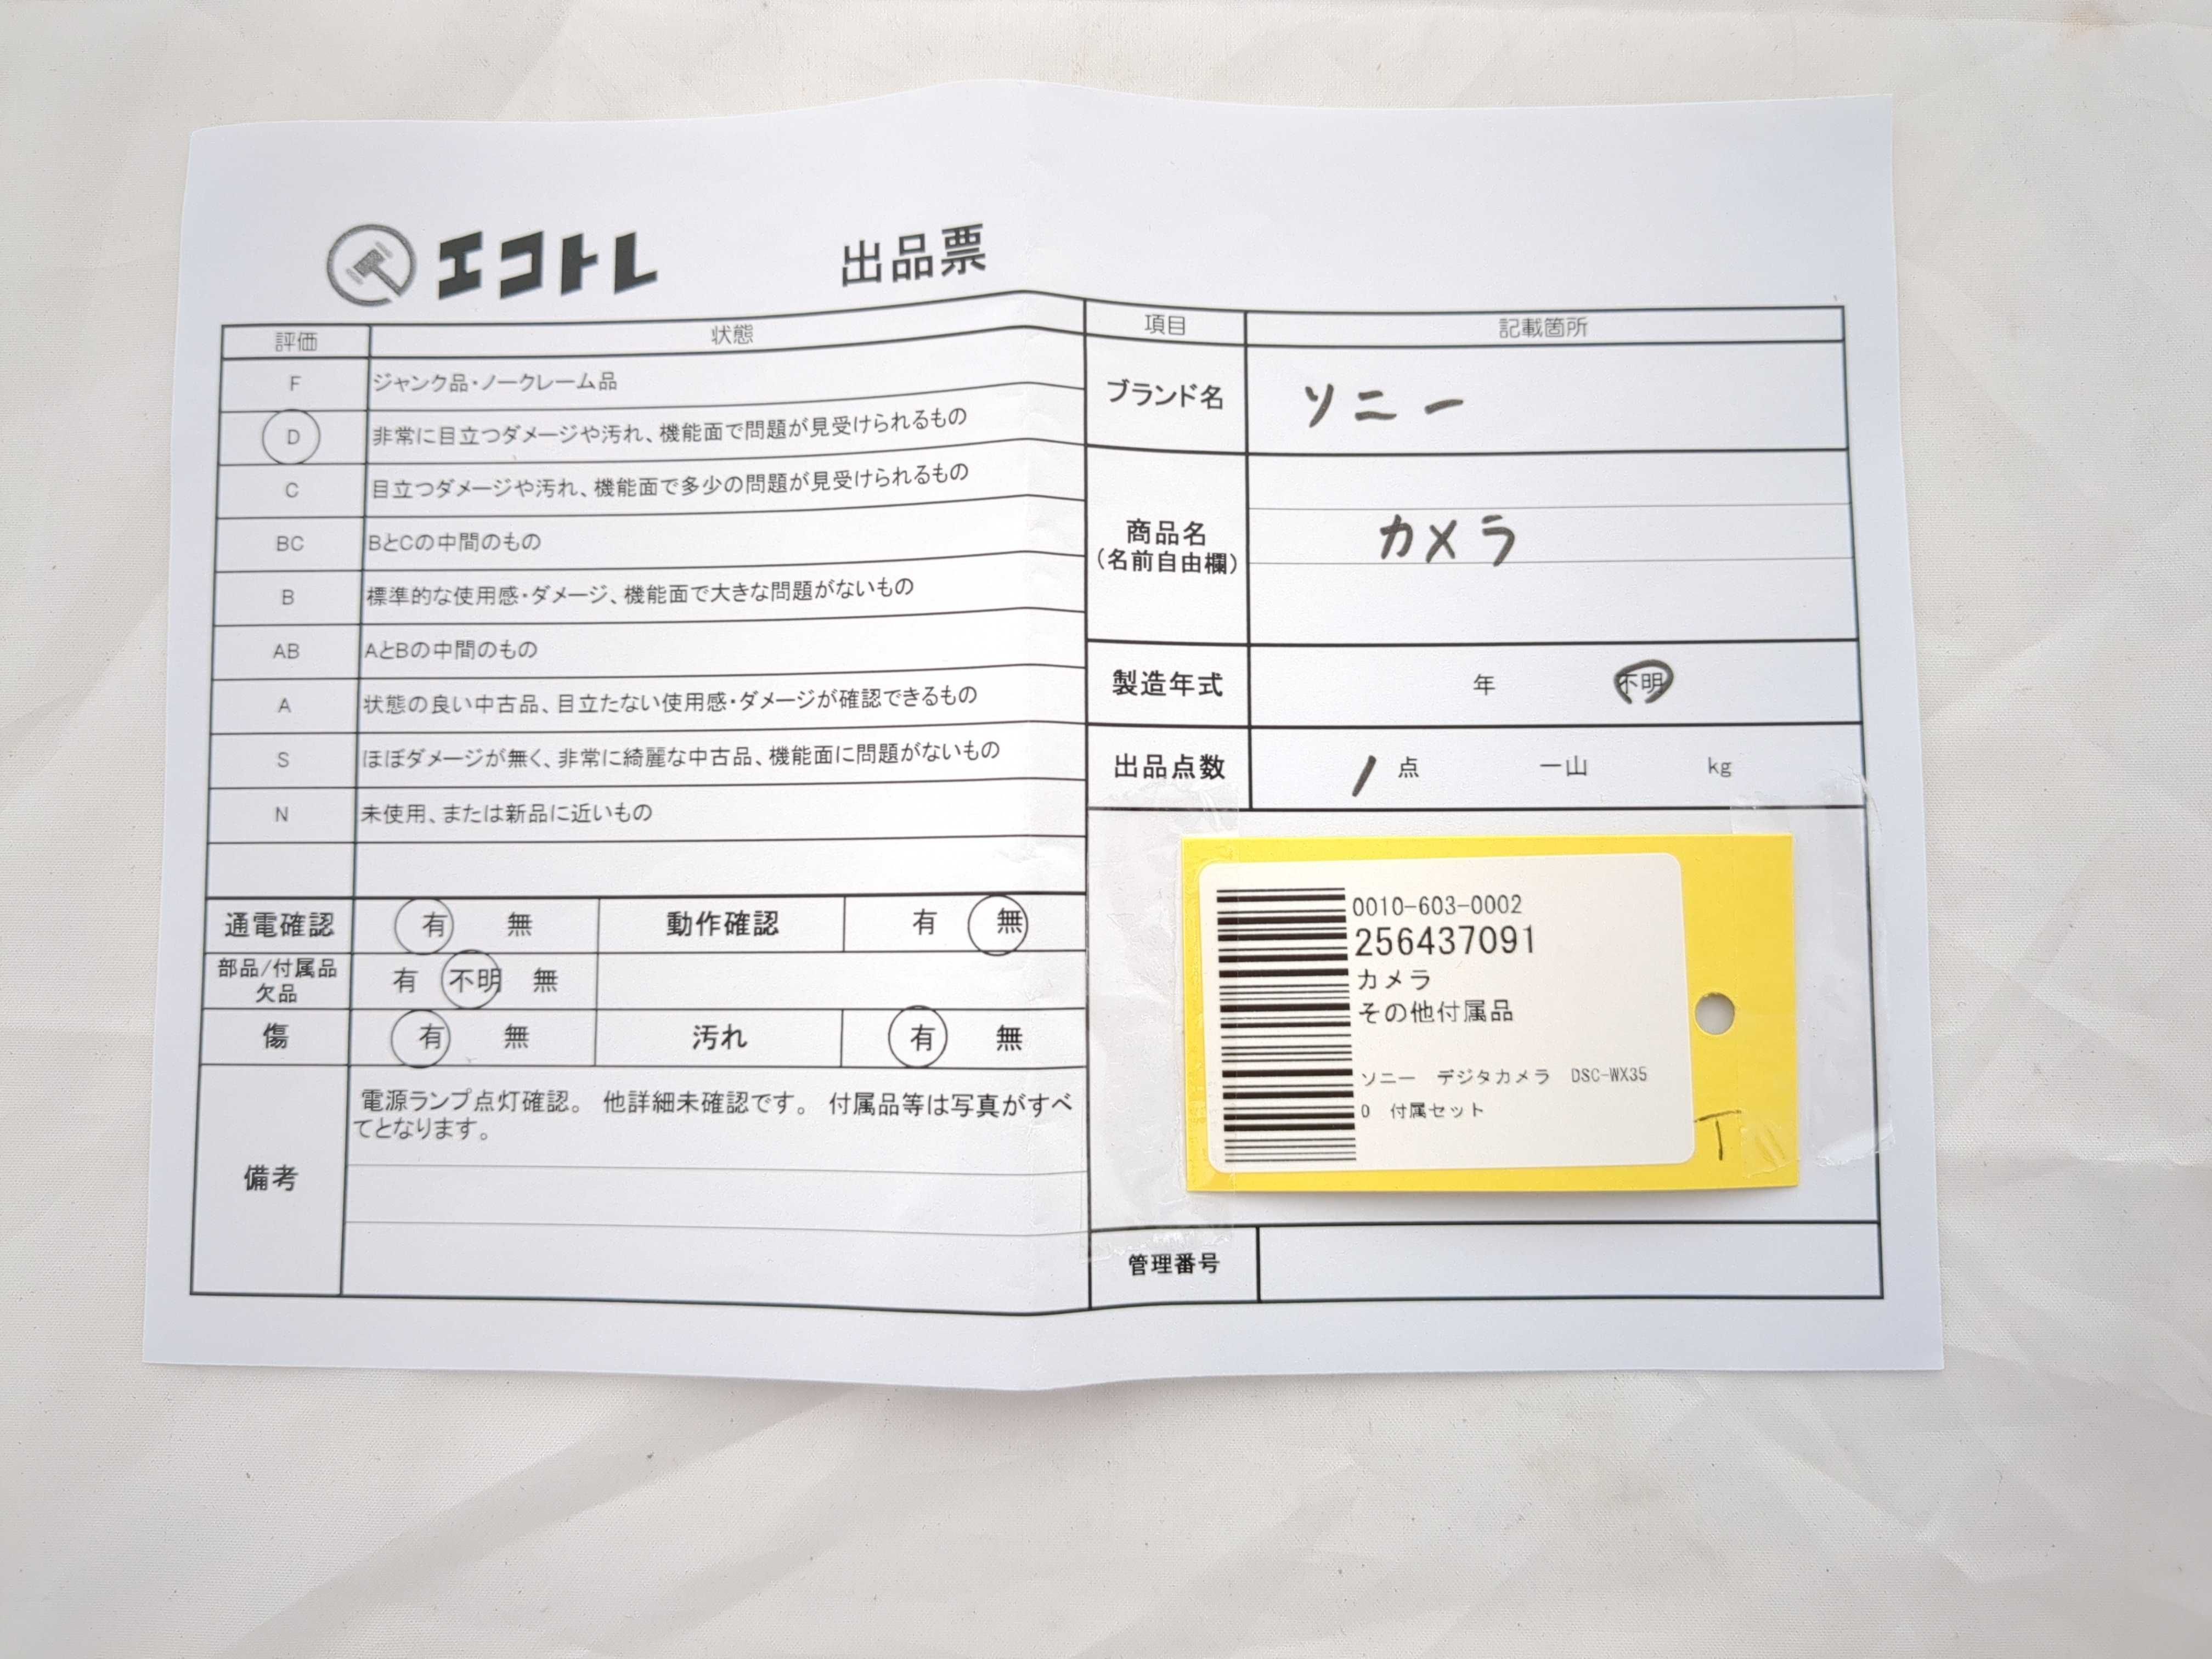 エコトレ 出品票
評価 状態
F ジャンク品・ノークレーム品
D 非常に目立つダメージや汚れ、機能面で問題が見受けられるもの
C 目立つダメージや汚れ、機能面で多少の問題が見受けられるもの
BC BとCの中間のもの
B 標準的な使用感・ダメージ、機能面で大きな問題がないもの
AB AとBの中間のもの
A 状態の良い中古品、目立たない使用感・ダメージが確認できるもの
S ほぼダメージが無く、非常に綺麗な中古品、機能面に問題がないもの
N 未使用、または新品に近いもの
通電確認 有 無 動作確認 有 無
部品/付属品
欠品 有 不明 無
傷 有 無 汚れ 有 無
備考
電源ランプ点灯確認。 他詳細未確認です。 付属品等は写真がすべ
てとなります。
項目 記載箇所
ブランド名 ソニー
商品名
(名前自由欄) カメラ
製造年式 年 不明
出品点数 1 点 一山 kg
0010-603-0002
256437091
カメラ
その他付属品
ソニー デジタカメラ DSC-WX35
0 付属セット
T
管理番号